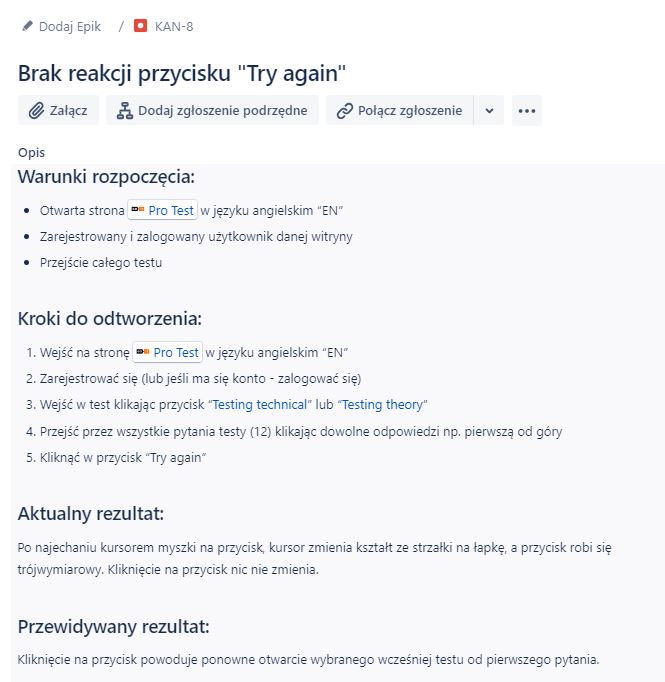 Dodaj Epik / KAN-8
Brak reakcji przycisku "Try again"
Załącz Dodaj zgłoszenie podrzędne Połącz zgłoszenie
Opis
Warunki rozpoczęcia:
• Otwarta strona Pro Test w języku angielskim “EN”
• Zarejestrowany i zalogowany użytkownik danej witryny
• Przejście całego testu
Kroki do odtworzenia:
1. Wejść na stronę Pro Test w języku angielskim “EN”
2. Zarejestrować się (lub jeśli ma się konto - zalogować się)
3. Wejść w test klikając przycisk “Testing technical” lub “Testing theory”
4. Przejść przez wszystkie pytania testy (12) klikając dowolne odpowiedzi np. pierwszą od góry
5. Kliknąć w przycisk “Try again”
Aktualny rezultat:
Po najechaniu kursorem myszki na przycisk, kursor zmienia kształt ze strzałki na łapkę, a przycisk robi się
trójwymiarowy. Kliknięcie na przycisk nic nie zmienia.
Przewidywany rezultat:
Kliknięcie na przycisk powoduje ponowne otwarcie wybranego wcześniej testu od pierwszego pytania.